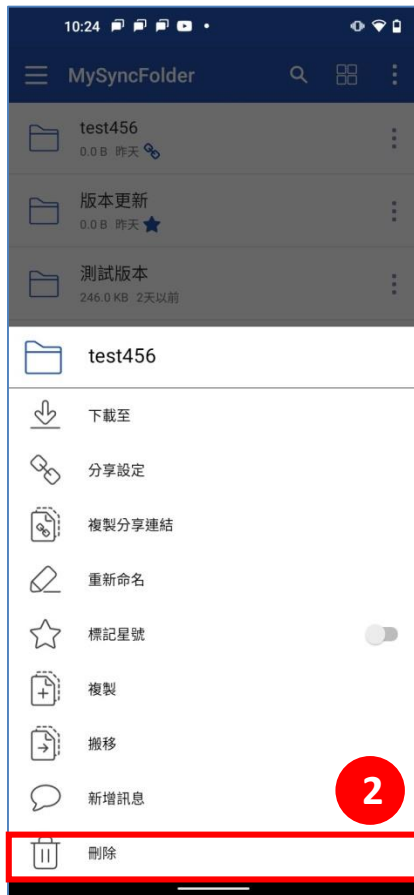 10:24
MySyncFolder
test456
0.0 B 昨天
版本更新
0.0 B 昨天
測試版本
246.0 KB 2天以前
test456
下載至
分享設定
複製分享連結
重新命名
標記星號
複製
搬移
新增訊息
2
刪除